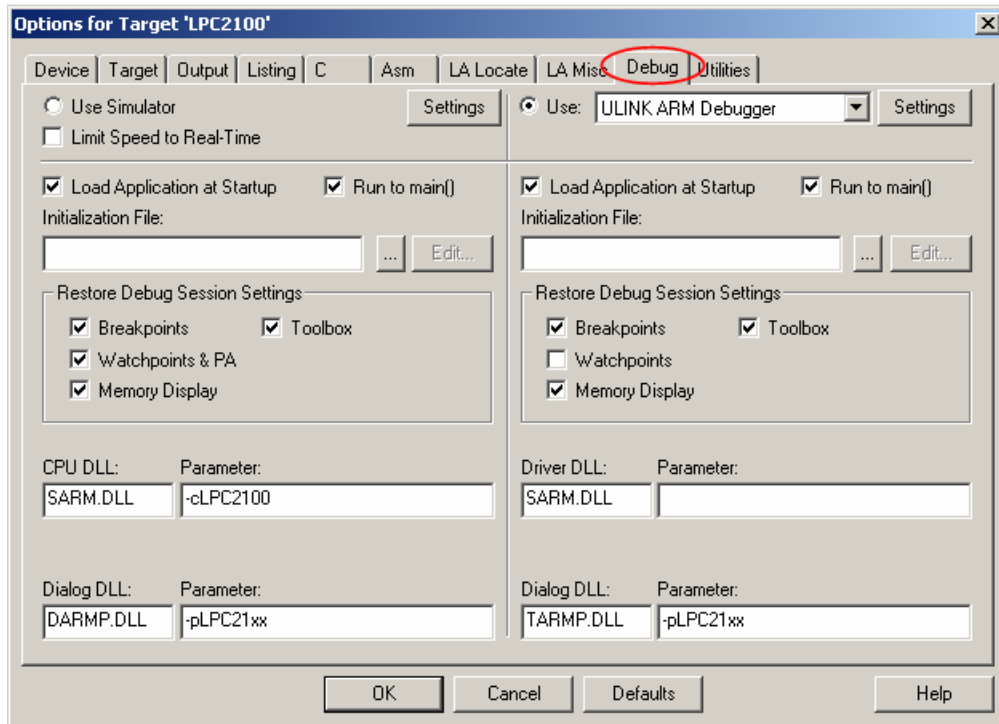 Options for Target 'LPC2100'
Device Target Output Listing C Asm LA Locate LA Misc Debug Utilities
Use Simulator Settings Use: ULINK ARM Debugger Settings
Limit Speed to Real-Time
Load Application at Startup Run to main() Load Application at Startup Run to main()
Initialization File: Initialization File:
... Edit... ... Edit...
Restore Debug Session Settings Restore Debug Session Settings
Breakpoints Toolbox Breakpoints Toolbox
Watchpoints & PA Watchpoints
Memory Display Memory Display
CPU DLL: Parameter: Driver DLL: Parameter:
SARM.DLL -cLPC2100 SARM.DLL
Dialog DLL: Parameter: Dialog DLL: Parameter:
DARMP.DLL -pLPC21xx TARMP.DLL -pLPC21xx
OK Cancel Defaults Help